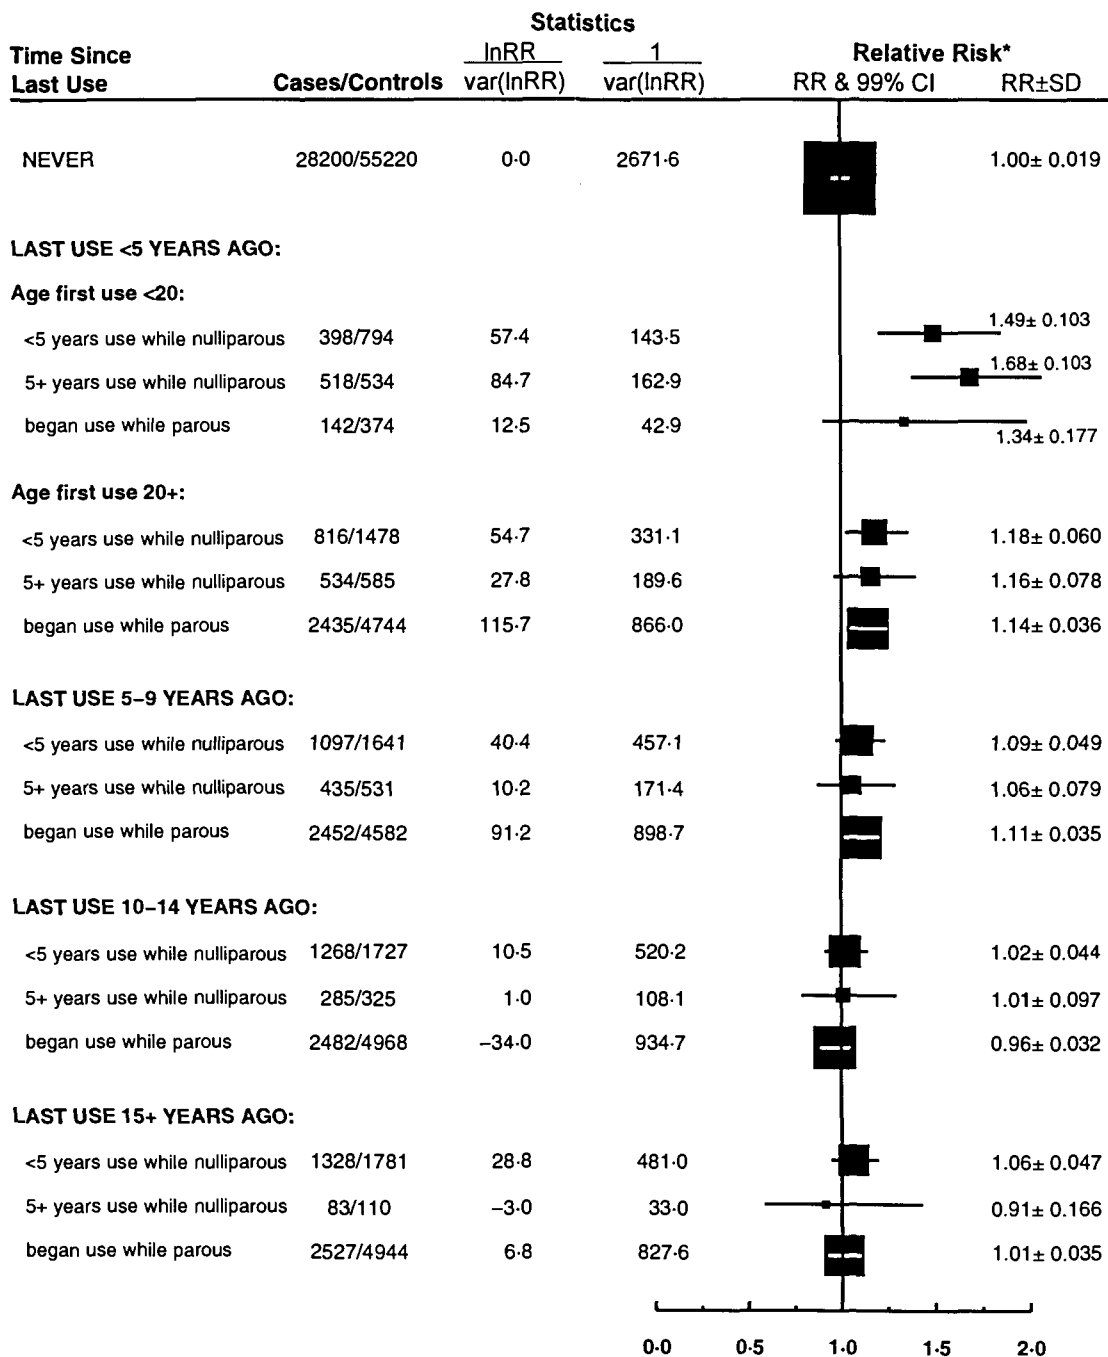 Statistics
Time Since lnRR 1 Relative Risk*
Last Use Cases/Controls var(lnRR) var(lnRR) RR & 99% CI RR±SD
NEVER 28200/55220 0·0 2671·6 1.00± 0.019
LAST USE <5 YEARS AGO:
Age first use <20:
<5 years use while nulliparous 398/794 57·4 143·5 1.49± 0.103
5+ years use while nulliparous 518/534 84·7 162·9 1.68± 0.103
began use while parous 142/374 12·5 42·9 1.34± 0.177
Age first use 20+:
<5 years use while nulliparous 816/1478 54·7 331·1 1.18± 0.060
5+ years use while nulliparous 534/585 27·8 189·6 1.16± 0.078
began use while parous 2435/4744 115·7 866·0 1.14± 0.036
LAST USE 5–9 YEARS AGO:
<5 years use while nulliparous 1097/1641 40·4 457·1 1.09± 0.049
5+ years use while nulliparous 435/531 10·2 171·4 1.06± 0.079
began use while parous 2452/4582 91·2 898·7 1.11± 0.035
LAST USE 10–14 YEARS AGO:
<5 years use while nulliparous 1268/1727 10·5 520·2 1.02± 0.044
5+ years use while nulliparous 285/325 1·0 108·1 1.01± 0.097
began use while parous 2482/4968 −34·0 934·7 0.96± 0.032
LAST USE 15+ YEARS AGO:
<5 years use while nulliparous 1328/1781 28·8 481·0 1.06± 0.047
5+ years use while nulliparous 83/110 −3·0 33·0 0.91± 0.166
began use while parous 2527/4944 6·8 827·6 1.01± 0.035
0·0 0·5 1·0 1·5 2·0